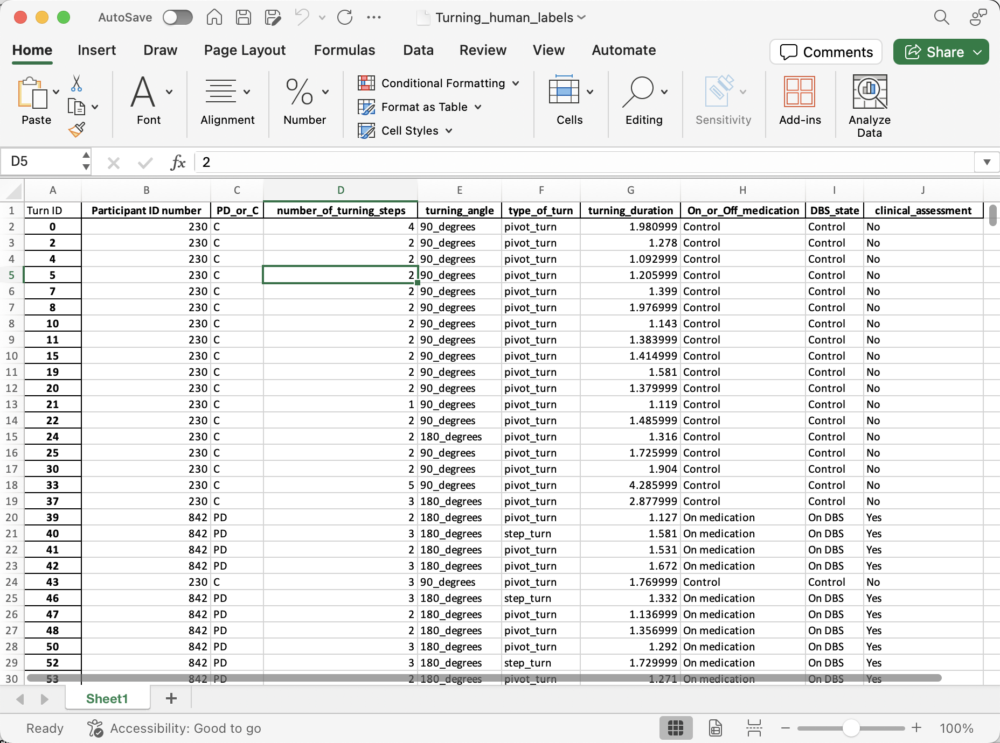 AutoSave Turning_human_labels
Home Insert Draw Page Layout Formulas Data Review View Automate Comments Share
Paste Font Alignment Number Conditional Formatting Format as Table Cell Styles Cells Editing Sensitivity Add-ins Analyze Data
D5 fx 2
A B C D E F G H I J
1 Turn ID Participant ID number PD_or_C number_of_turning_steps turning_angle type_of_turn turning_duration On_or_Off_medication DBS_state clinical_assessment
2 0 230 C 4 90_degrees pivot_turn 1.980999 Control Control No
3 2 230 C 2 90_degrees pivot_turn 1.278 Control Control No
4 4 230 C 2 90_degrees pivot_turn 1.092999 Control Control No
5 5 230 C 2 90_degrees pivot_turn 1.205999 Control Control No
6 7 230 C 2 90_degrees pivot_turn 1.399 Control Control No
7 8 230 C 2 90_degrees pivot_turn 1.976999 Control Control No
8 10 230 C 2 90_degrees pivot_turn 1.143 Control Control No
9 11 230 C 2 90_degrees pivot_turn 1.383999 Control Control No
10 15 230 C 2 90_degrees pivot_turn 1.414999 Control Control No
11 19 230 C 2 90_degrees pivot_turn 1.581 Control Control No
12 20 230 C 2 90_degrees pivot_turn 1.379999 Control Control No
13 21 230 C 1 90_degrees pivot_turn 1.119 Control Control No
14 22 230 C 2 90_degrees pivot_turn 1.485999 Control Control No
15 24 230 C 2 180_degrees pivot_turn 1.316 Control Control No
16 25 230 C 2 90_degrees pivot_turn 1.725999 Control Control No
17 30 230 C 2 90_degrees pivot_turn 1.904 Control Control No
18 33 230 C 5 90_degrees pivot_turn 4.285999 Control Control No
19 37 230 C 3 180_degrees pivot_turn 2.877999 Control Control No
20 39 842 PD 2 180_degrees pivot_turn 1.127 On medication On DBS Yes
21 40 842 PD 3 180_degrees step_turn 1.581 On medication On DBS Yes
22 41 842 PD 2 180_degrees pivot_turn 1.531 On medication On DBS Yes
23 42 842 PD 3 180_degrees pivot_turn 1.672 On medication On DBS Yes
24 43 230 C 3 90_degrees pivot_turn 1.769999 Control Control No
25 46 842 PD 3 180_degrees step_turn 1.332 On medication On DBS Yes
26 47 842 PD 2 180_degrees pivot_turn 1.136999 On medication On DBS Yes
27 48 842 PD 2 180_degrees pivot_turn 1.356999 On medication On DBS Yes
28 50 842 PD 3 180_degrees pivot_turn 1.292 On medication On DBS Yes
29 52 842 PD 3 180_degrees step_turn 1.729999 On medication On DBS Yes
30 53 842 PD 2 180_degrees pivot_turn 1.271 On medication On DBS Yes
Sheet1
Ready Accessibility: Good to go 100%